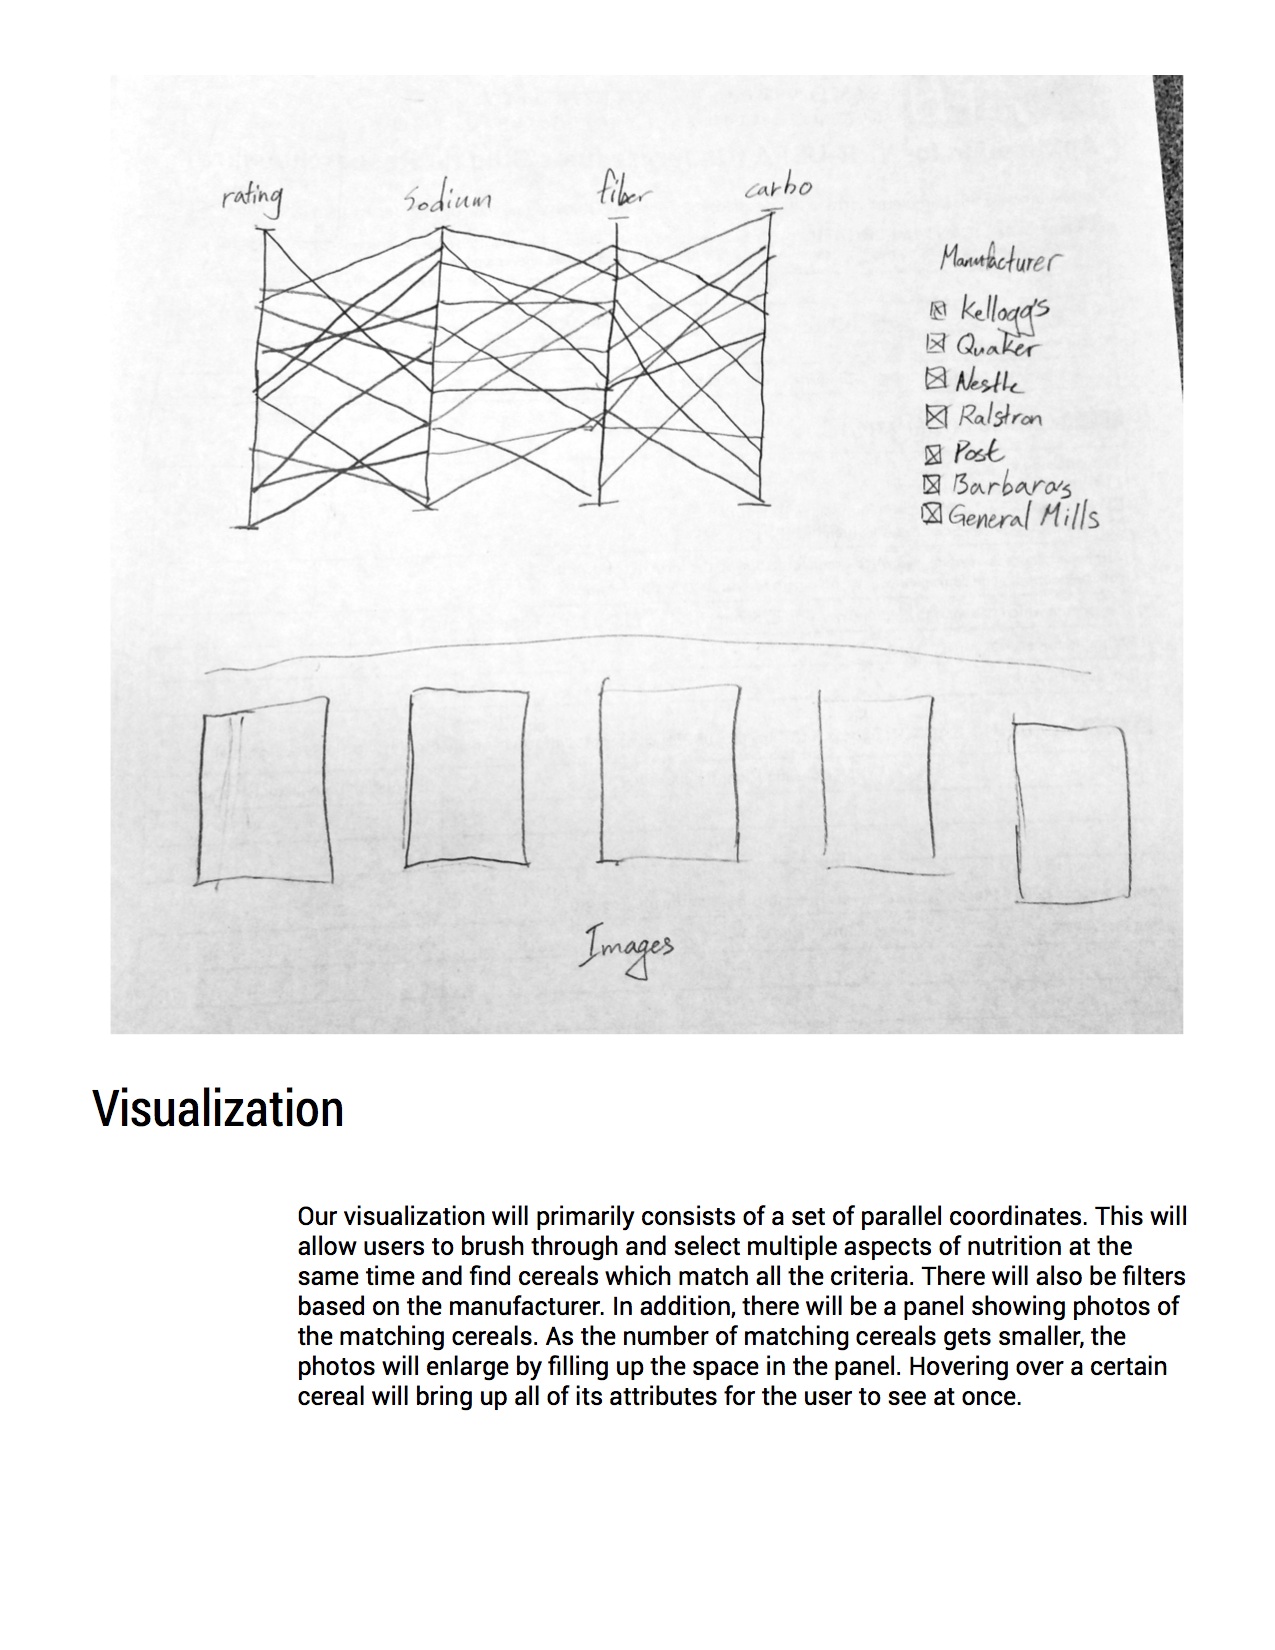 rating Sodium fiber carbo
Manufacturer
Kellogg's
Quaker
Nestle
Ralstron
Post
Barbara's
General Mills
Images
Visualization
Our visualization will primarily consists of a set of parallel coordinates. This will
allow users to brush through and select multiple aspects of nutrition at the
same time and find cereals which match all the criteria. There will also be filters
based on the manufacturer. In addition, there will be a panel showing photos of
the matching cereals. As the number of matching cereals gets smaller, the
photos will enlarge by filling up the space in the panel. Hovering over a certain
cereal will bring up all of its attributes for the user to see at once.